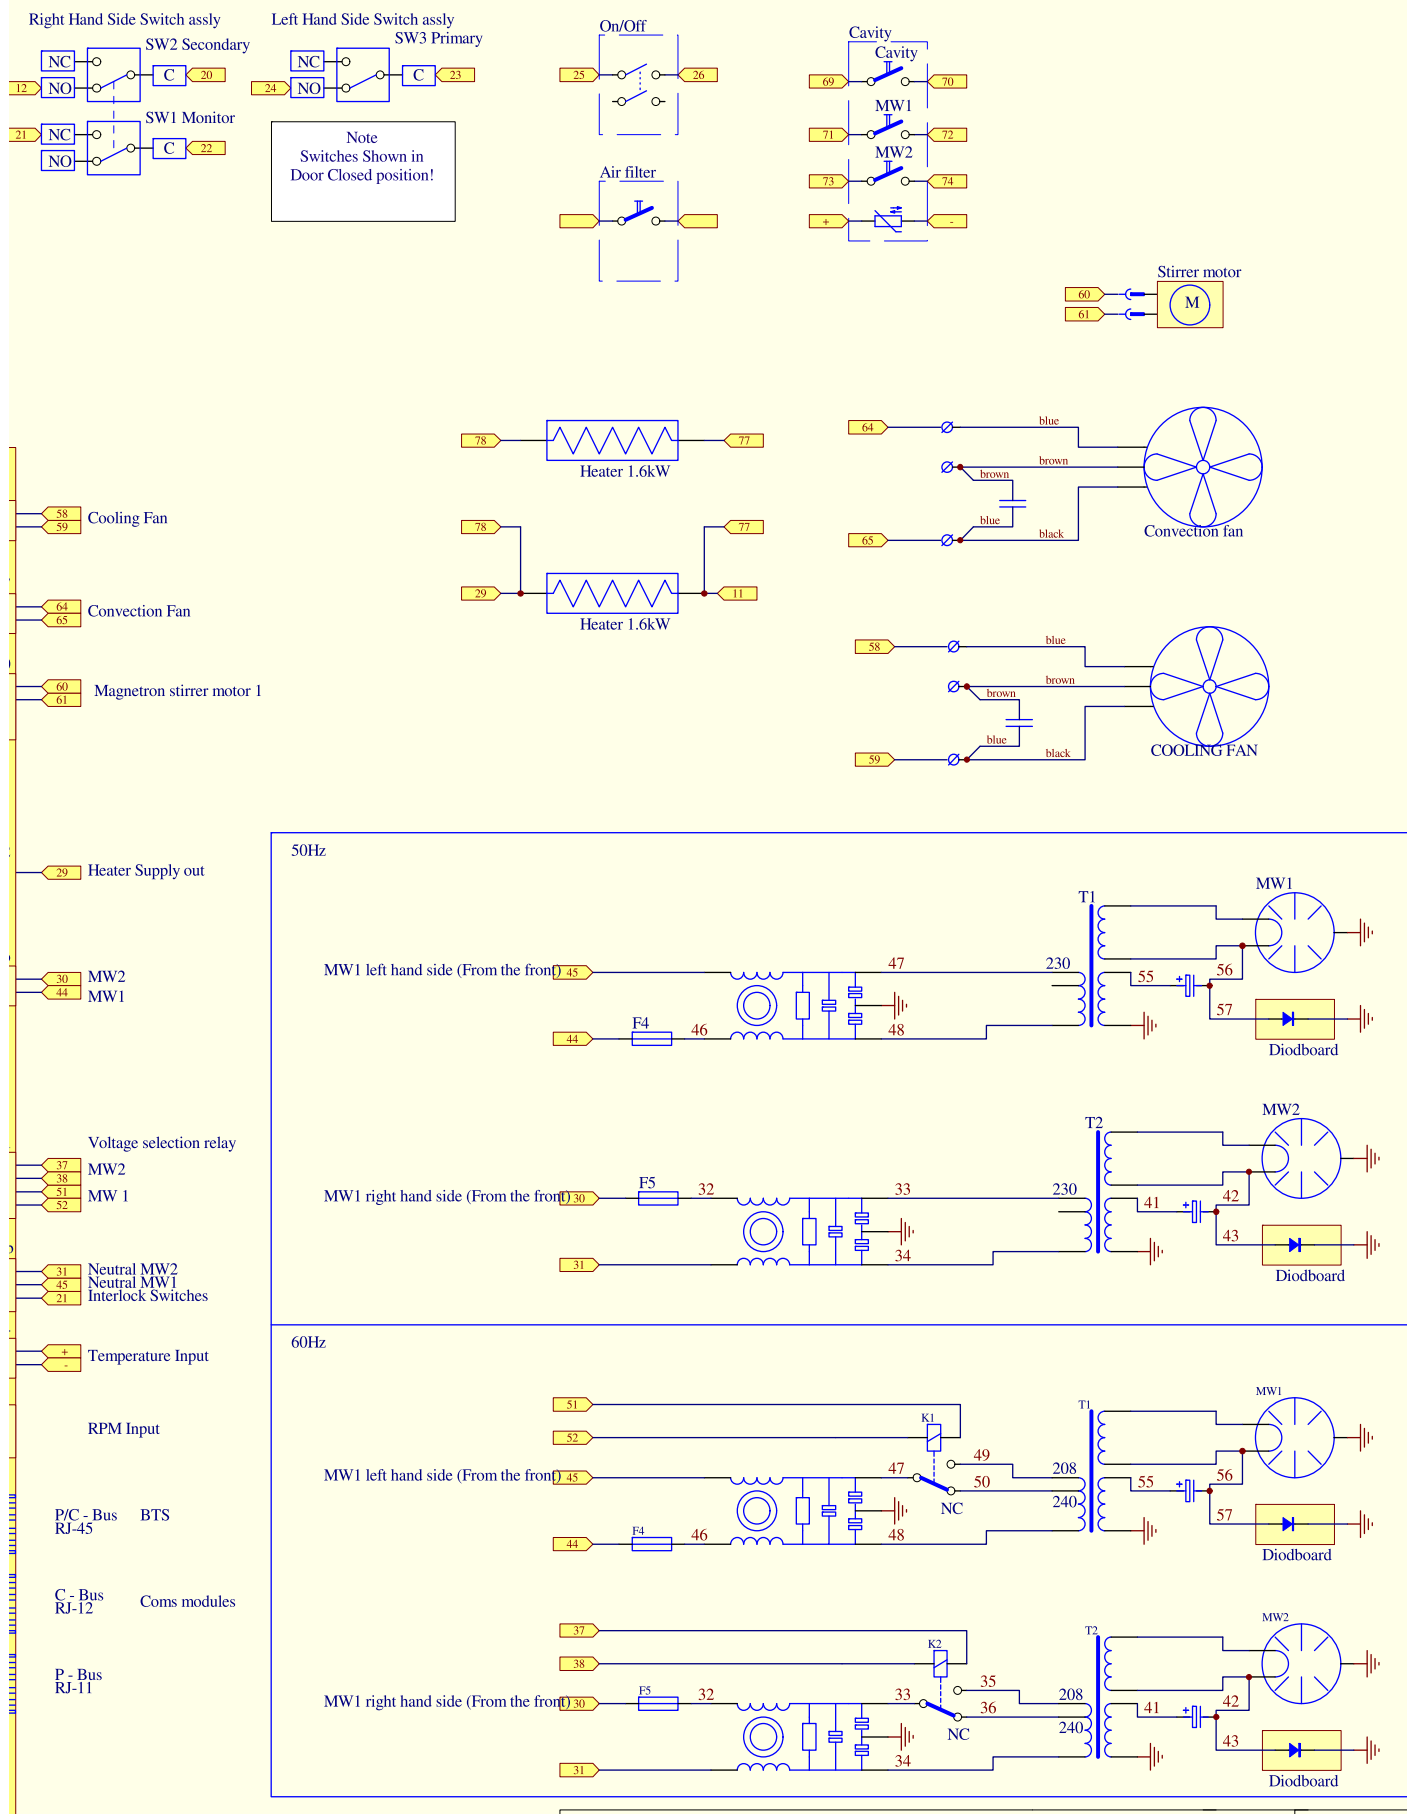 Right Hand Side Switch assly
SW2 Secondary
NC
12
NO
C
20
SW1 Monitor
21
NC
NO
C
22
Left Hand Side Switch assly
SW3 Primary
NC
24
NO
C
23
Note
Switches Shown in
Door Closed position!
On/Off
25
26
Air filter
Cavity
Cavity
69
70
MW1
71
72
MW2
73
74
+
-
Stirrer motor
60
61
M
78
77
Heater 1.6kW
78
77
29
11
Heater 1.6kW
64
blue
brown
brown
blue
65
black
Convection fan
58
blue
brown
brown
blue
59
black
COOLING FAN
58
59
Cooling Fan
64
65
Convection Fan
60
61
Magnetron stirrer motor 1
29
Heater Supply out
30
MW2
44
MW1
Voltage selection relay
37
38
MW2
51
52
MW 1
31
Neutral MW2
45
Neutral MW1
21
Interlock Switches
+
-
Temperature Input
RPM Input
P/C - Bus
RJ-45
BTS
C - Bus
RJ-12
Coms modules
P - Bus
RJ-11
50Hz
MW1 left hand side (From the front)
45
47
230
T1
MW1
55
+
56
57
44
F4
46
48
Diodboard
MW1 right hand side (From the front)
30
F5
32
33
230
T2
MW2
41
+
42
43
31
34
Diodboard
60Hz
51
52
K1
MW1 left hand side (From the front)
45
47
49
50
NC
208
240
T1
MW1
55
+
56
57
44
F4
46
48
Diodboard
37
38
K2
MW1 right hand side (From the front)
30
F5
32
33
35
36
NC
208
240
T2
MW2
41
+
42
43
31
34
Diodboard